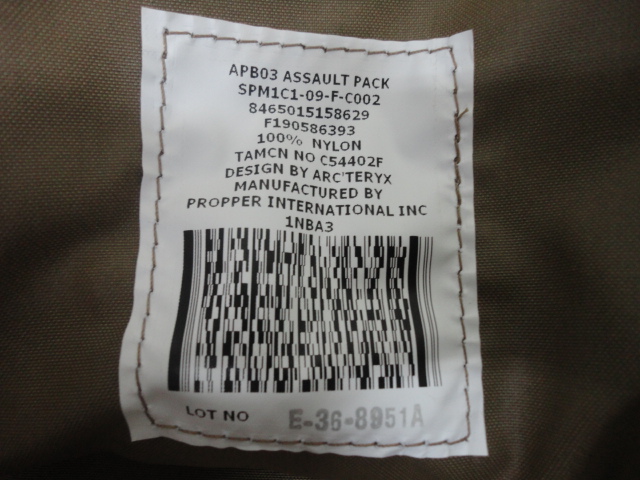 APB03 ASSAULT PACK
SPM1C1-09-F-C002
8465015158629
F190586393
100% NYLON
TAMCN NO C54402F
DESIGN BY ARC'TERYX
MANUFACTURED BY
PROPPER INTERNATIONAL INC
1NBA3
LOT NO E-36-8951A